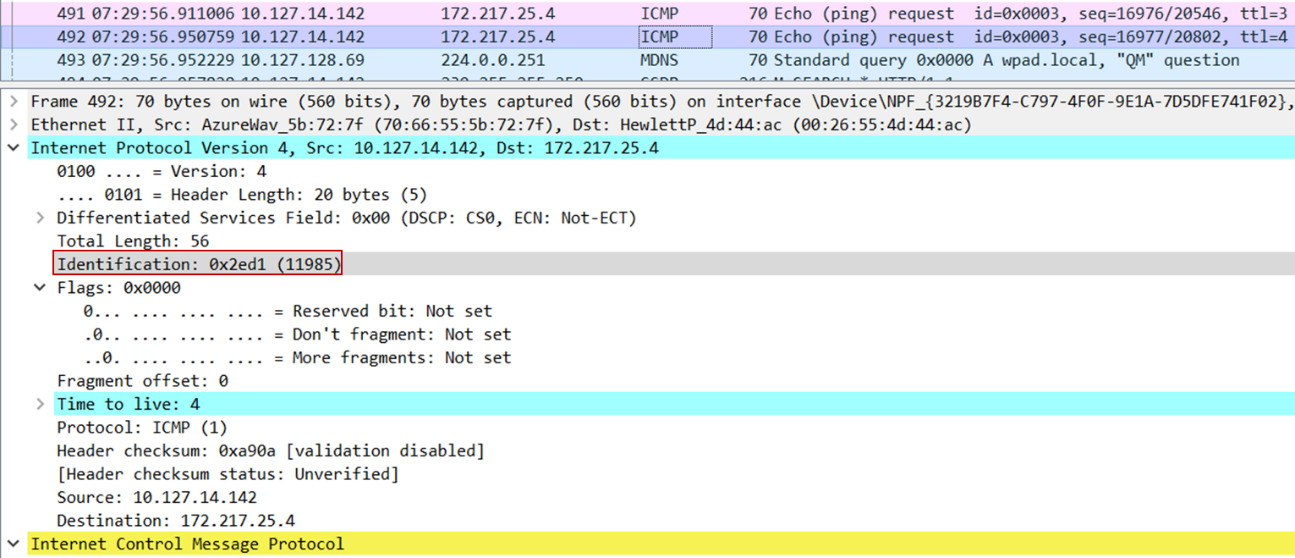 491 07:29:56.911006 10.127.14.142 172.217.25.4 ICMP 70 Echo (ping) request id=0x0003, seq=16976/20546, ttl=3
492 07:29:56.950759 10.127.14.142 172.217.25.4 ICMP 70 Echo (ping) request id=0x0003, seq=16977/20802, ttl=4
493 07:29:56.952229 10.127.128.69 224.0.0.251 MDNS 70 Standard query 0x0000 A wpad.local, "QM" question
Frame 492: 70 bytes on wire (560 bits), 70 bytes captured (560 bits) on interface \Device\NPF_{3219B7F4-C797-4F0F-9E1A-7D5DFE741F02},
Ethernet II, Src: AzureWav_5b:72:7f (70:66:55:5b:72:7f), Dst: HewlettP_4d:44:ac (00:26:55:4d:44:ac)
Internet Protocol Version 4, Src: 10.127.14.142, Dst: 172.217.25.4
0100 .... = Version: 4
.... 0101 = Header Length: 20 bytes (5)
Differentiated Services Field: 0x00 (DSCP: CS0, ECN: Not-ECT)
Total Length: 56
Identification: 0x2ed1 (11985)
Flags: 0x0000
0... .... .... .... = Reserved bit: Not set
.0.. .... .... .... = Don't fragment: Not set
..0. .... .... .... = More fragments: Not set
Fragment offset: 0
Time to live: 4
Protocol: ICMP (1)
Header checksum: 0xa90a [validation disabled]
[Header checksum status: Unverified]
Source: 10.127.14.142
Destination: 172.217.25.4
Internet Control Message Protocol